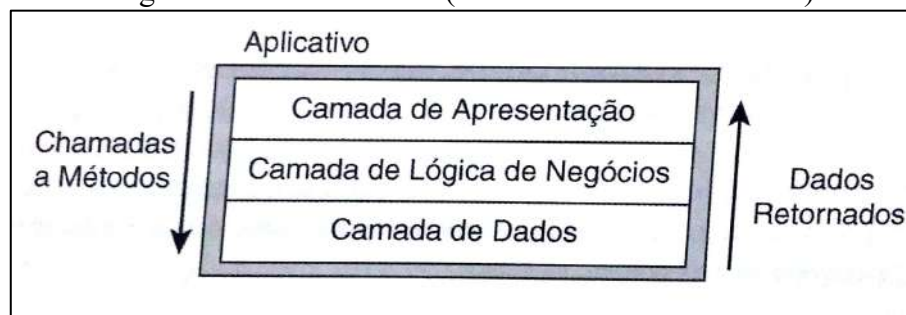 Aplicativo
Camada de Apresentação
Chamadas
a Métodos
Camada de Lógica de Negócios
Dados
Retornados
Camada de Dados